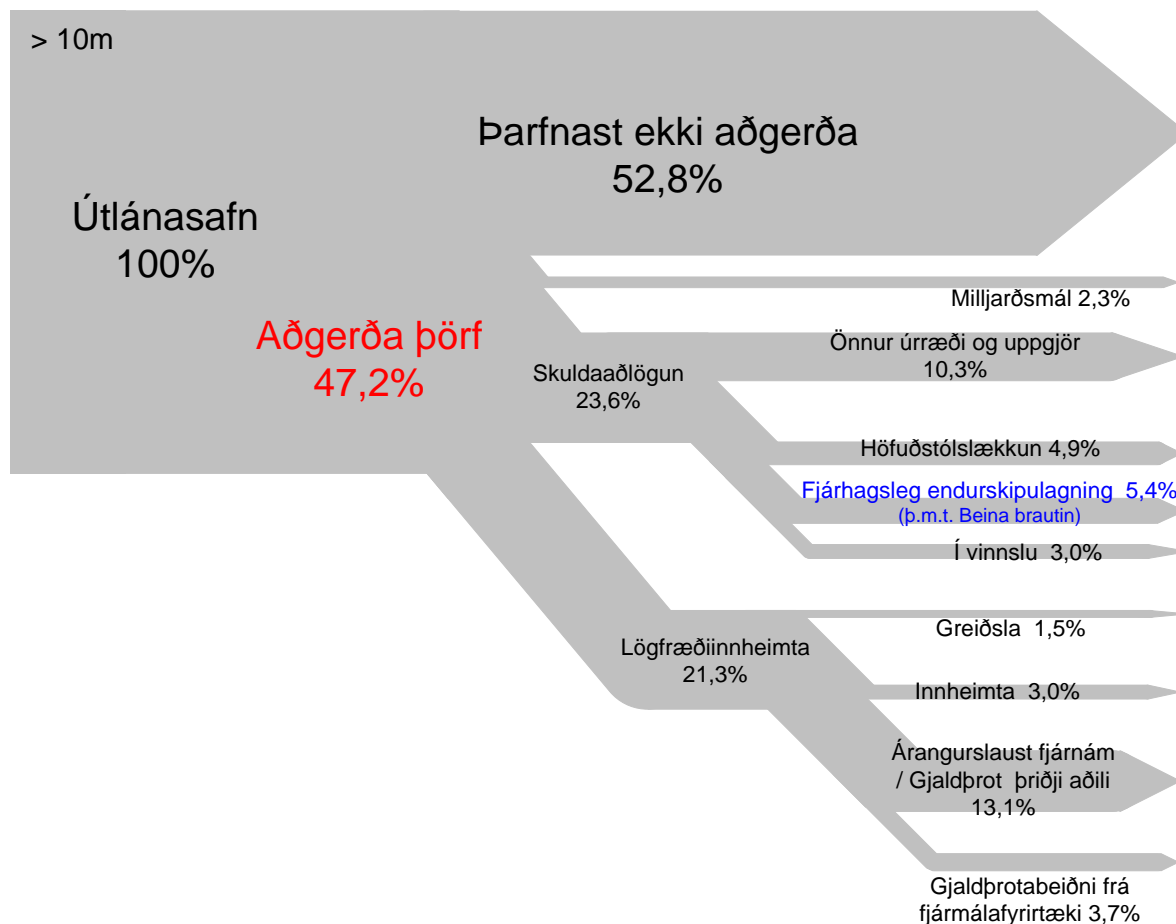 > 10m
Þarfnast ekki aðgerða
52,8%
Útlánasafn
100%
Aðgerða þörf
47,2%
Milljarðsmál 2,3%
Skuldaaðlögun
23,6%
Önnur úrræði og uppgjör
10,3%
Höfuðstólslækkun 4,9%
Fjárhagsleg endurskipulagning 5,4%
(þ.m.t. Beina brautin)
Í vinnslu 3,0%
Lögfræðiinnheimta
21,3%
Greiðsla 1,5%
Innheimta 3,0%
Árangurslaust fjárnám
/ Gjaldþrot þriðji aðili
13,1%
Gjaldþrotabeiðni frá
fjármálafyrirtæki 3,7%